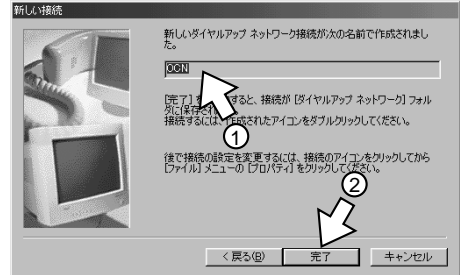 新しい接続
新しいダイヤルアップ ネットワーク接続が次の名前で作成されまし
た。
OCN
[完了] を すると、接続が [ダイヤルアップ ネットワーク] フォル
ダに保存され
接続するには、作成されたアイコンをダブルクリックしてください。
①
後で接続の設定を変更するには、接続のアイコンをクリックしてから
[ファイル] メニューの [プロパティ] をクリックしてください。
②
< 戻る(B)
完了
キャンセル